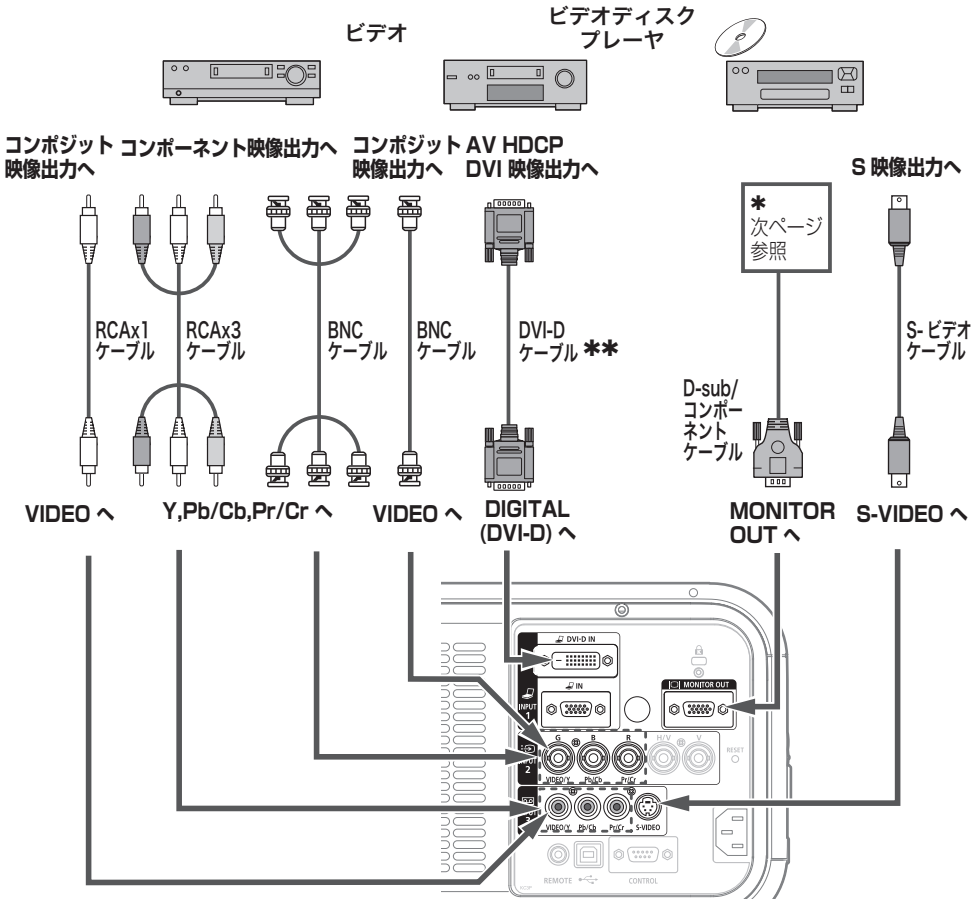 ビデオ
ビデオディスク
プレーヤ
コンポジット
映像出力へ
コンポーネント映像出力へ
コンポジット
映像出力へ
AV HDCP
DVI 映像出力へ
S 映像出力へ
＊
次ページ
参照
RCAx1
ケーブル
RCAx3
ケーブル
BNC
ケーブル
BNC
ケーブル
DVI-D
ケーブル ＊＊
S- ビデオ
ケーブル
D-sub/
コンポー
ネント
ケーブル
VIDEO へ
Y,Pb/Cb,Pr/Cr へ
VIDEO へ
DIGITAL
(DVI-D) へ
MONITOR
OUT へ
S-VIDEO へ
DVI-D IN
IN
INPUT
1
MONITOR OUT
G
B
R
H/V
V
RESET
INPUT
2
VIDEO/Y
Pb/Cb
Pr/Cr
VIDEO/Y
Pb/Cb
Pr/Cr
S-VIDEO
REMOTE
CONTROL